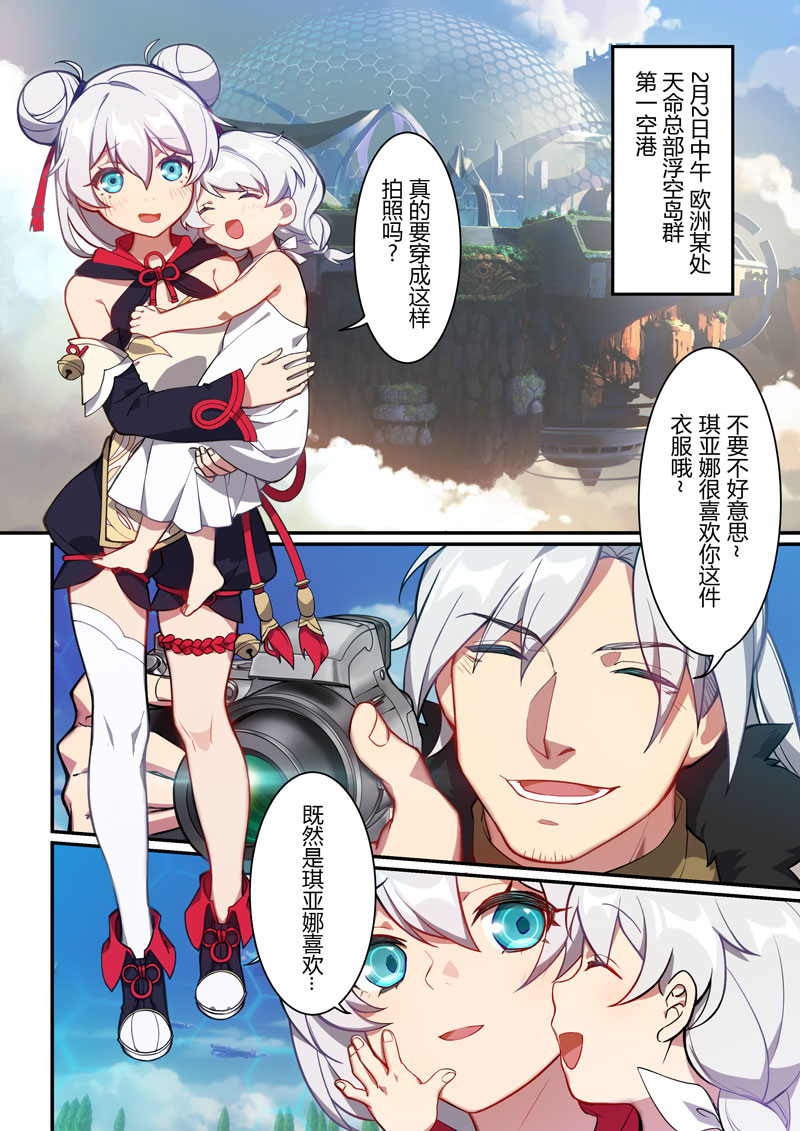 2月2日中午 欧洲某处
天命总部浮空岛群
第一空港
真的要穿成这样
拍照吗？
不要不好意思~
琪亚娜很喜欢你这件
衣服哦~
既然是琪亚娜喜欢…